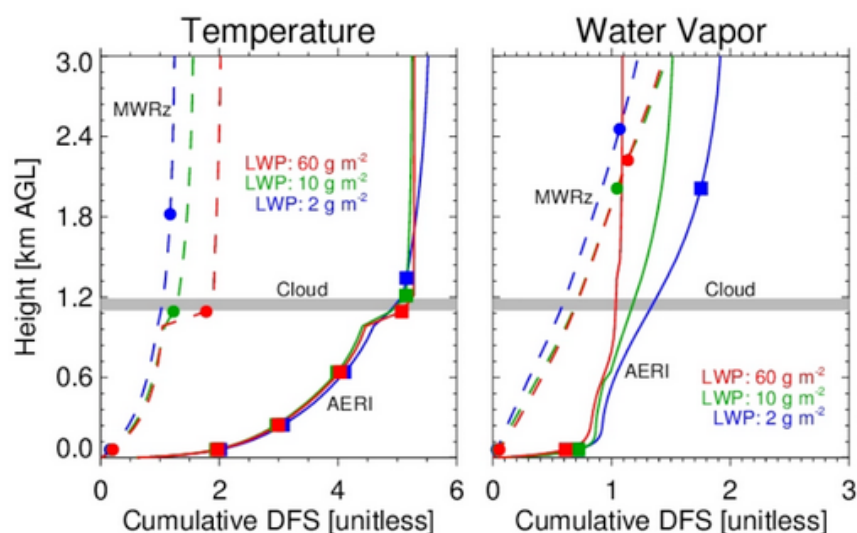 Temperature
Water Vapor
Height [km AGL]
3.0
2.4
1.8
1.2
0.6
0.0
MWRz
LWP: 60 g m⁻²
LWP: 10 g m⁻²
LWP: 2 g m⁻²
Cloud
AERI
0 2 4 6
Cumulative DFS [unitless]
MWRz
Cloud
AERI
LWP: 60 g m⁻²
LWP: 10 g m⁻²
LWP: 2 g m⁻²
0 1 2 3
Cumulative DFS [unitless]